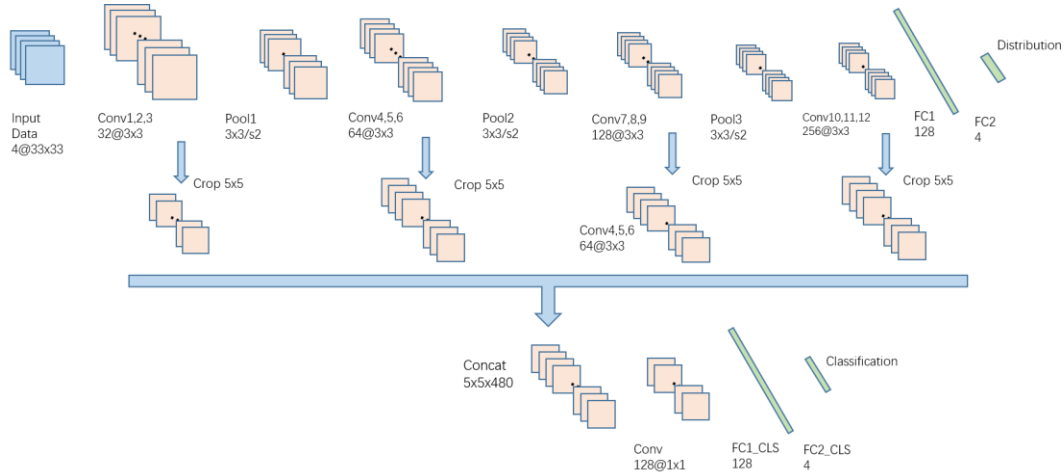 Distribution
Input
Data
4@33x33
Conv1,2,3
32@3x3
Pool1
3x3/s2
Conv4,5,6
64@3x3
Pool2
3x3/s2
Conv7,8,9
128@3x3
Pool3
3x3/s2
Conv10,11,12
256@3x3
FC1
128
FC2
4
Crop 5x5
Crop 5x5
Crop 5x5
Crop 5x5
Conv4,5,6
64@3x3
Concat
5x5x480
Classification
Conv
128@1x1
FC1_CLS
128
FC2_CLS
4